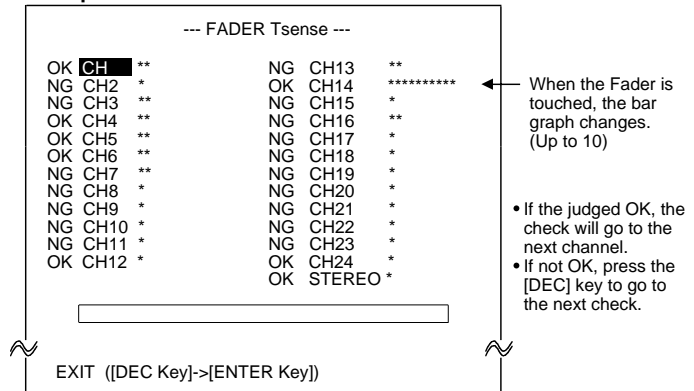 --- FADER Tsense ---
OK CH **
NG CH2 *
NG CH3 **
OK CH4 **
OK CH5 **
OK CH6 **
NG CH7 **
NG CH8 *
NG CH9 *
NG CH10 *
NG CH11 *
OK CH12 *
NG CH13 **
OK CH14 **********
NG CH15 *
NG CH16 **
NG CH17 *
NG CH18 *
NG CH19 *
NG CH20 *
NG CH21 *
NG CH22 *
NG CH23 *
OK CH24 *
OK STEREO *
EXIT ([DEC Key]->[ENTER Key])
When the Fader is
touched, the bar
graph changes.
(Up to 10)
• If the judged OK, the
check will go to the
next channel.
• If not OK, press the
[DEC] key to go to
the next check.